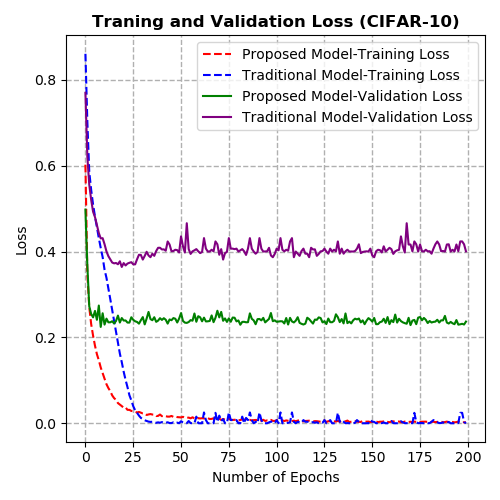 Traning and Validation Loss (CIFAR-10)
Proposed Model-Training Loss
Traditional Model-Training Loss
Proposed Model-Validation Loss
Traditional Model-Validation Loss
Loss
0.8
0.6
0.4
0.2
0.0
0 25 50 75 100 125 150 175 200
Number of Epochs